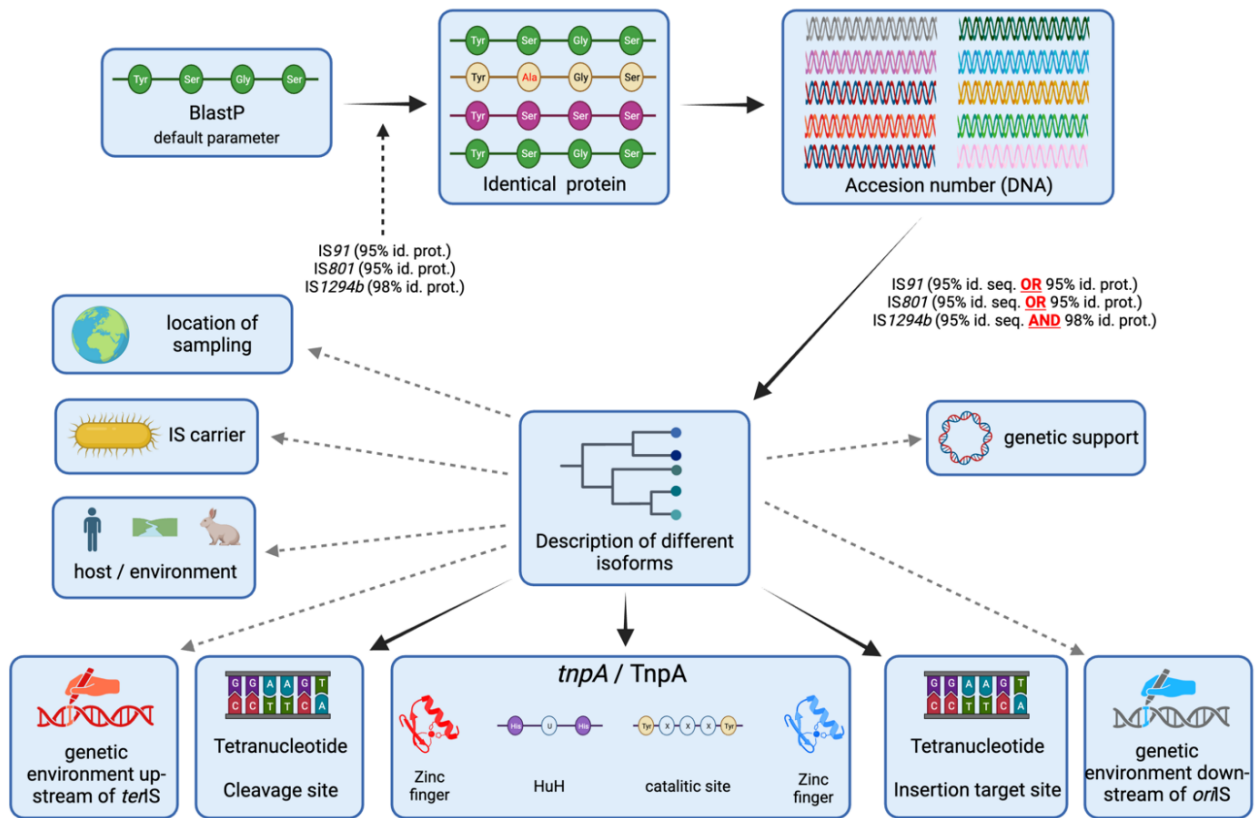 Tyr Ser Gly Ser
BlastP
default parameter
Tyr Ser Gly Ser
Tyr Ala Gly Ser
Tyr Ser Ser Ser
Tyr Ser Gly Ser
Identical protein
Accesion number (DNA)
IS91 (95% id. prot.)
IS801 (95% id. prot.)
IS1294b (98% id. prot.)
IS91 (95% id. seq. OR 95% id. prot.)
IS801 (95% id. seq. OR 95% id. prot.)
IS1294b (95% id. seq. AND 98% id. prot.)
location of
sampling
IS carrier
host / environment
Description of different
isoforms
genetic support
genetic
environment up-
stream of terIS
G G A A G T
C C T T C A
Tetranucleotide
Cleavage site
tnpA / TnpA
Zinc
finger
His U His
HuH
Tyr X X X Tyr
catalitic site
Zinc
finger
G G A A G T
C C T T C A
Tetranucleotide
Insertion target site
genetic
environment down-
stream of oriIS